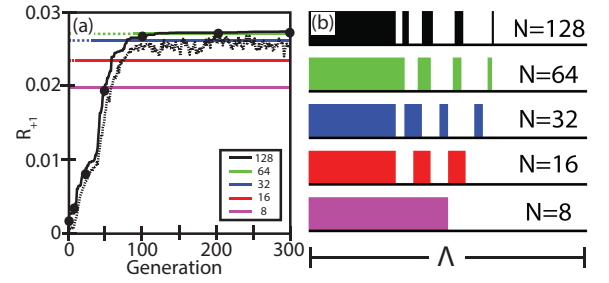 (a)
0.03
0.02
0.01
0
R+1
128
64
32
16
8
0
100
200
300
Generation
(b)
N=128
N=64
N=32
N=16
N=8
Λ